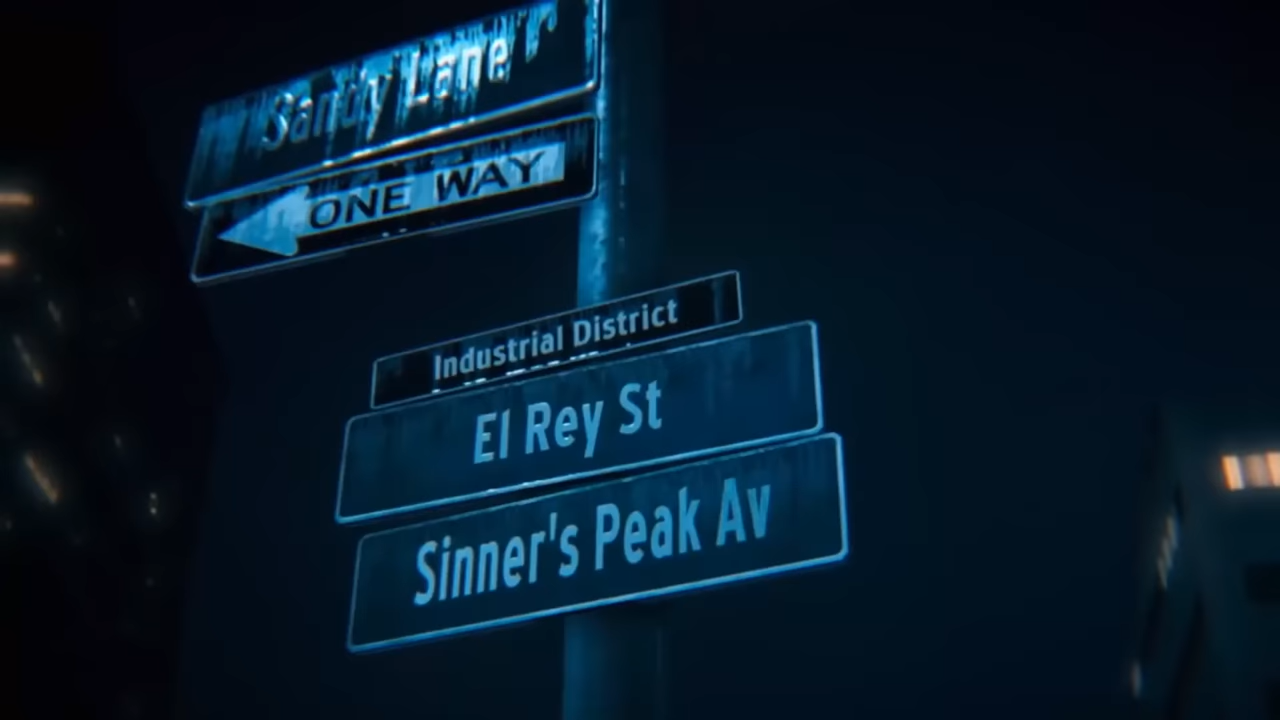 Sandy Lane
ONE WAY
Industrial District
El Rey St
Sinner's Peak Av